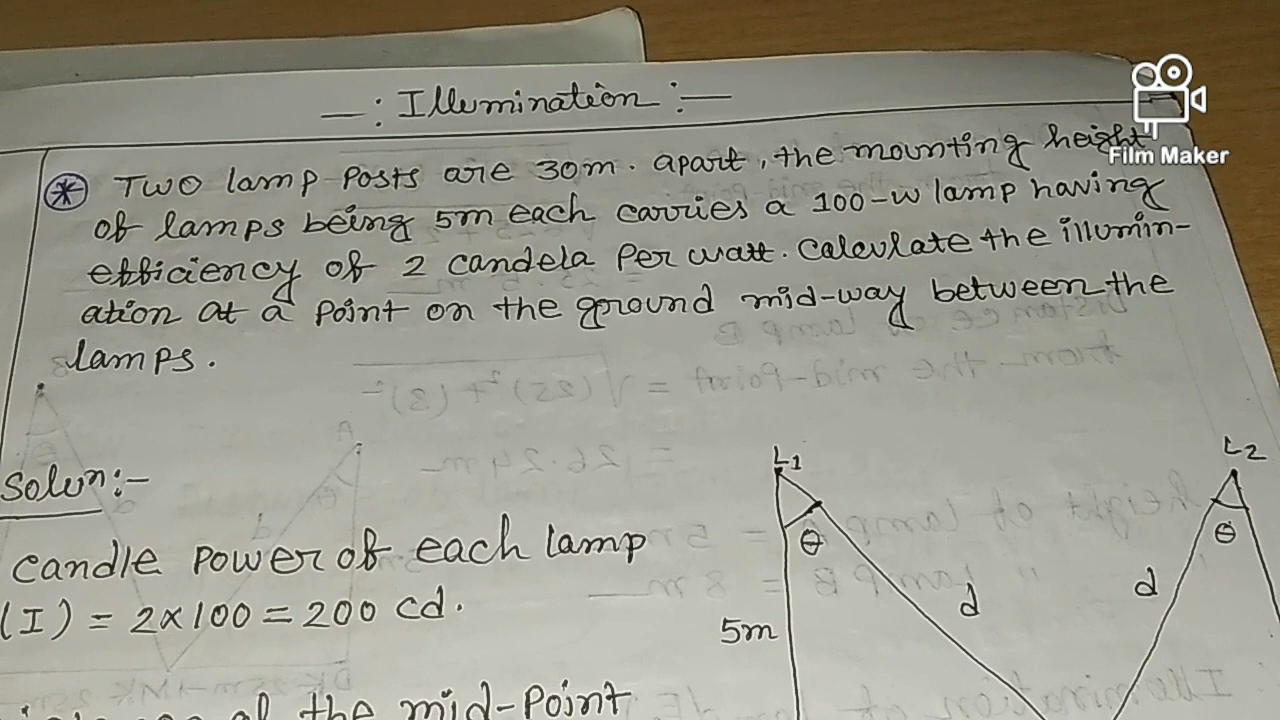 —: Illumination :—
Film Maker
* Two lamp-posts are 30m. apart, the mounting height
of lamps being 5m each carries a 100-w lamp having
efficiency of 2 candela per watt. calculate the illumin-
ation at a point on the ground mid-way between the
lamps.
Solun:-
candle power of each lamp
(I) = 2x100 = 200 cd.
the mid-point
L1
L2
θ
θ
d
d
5m